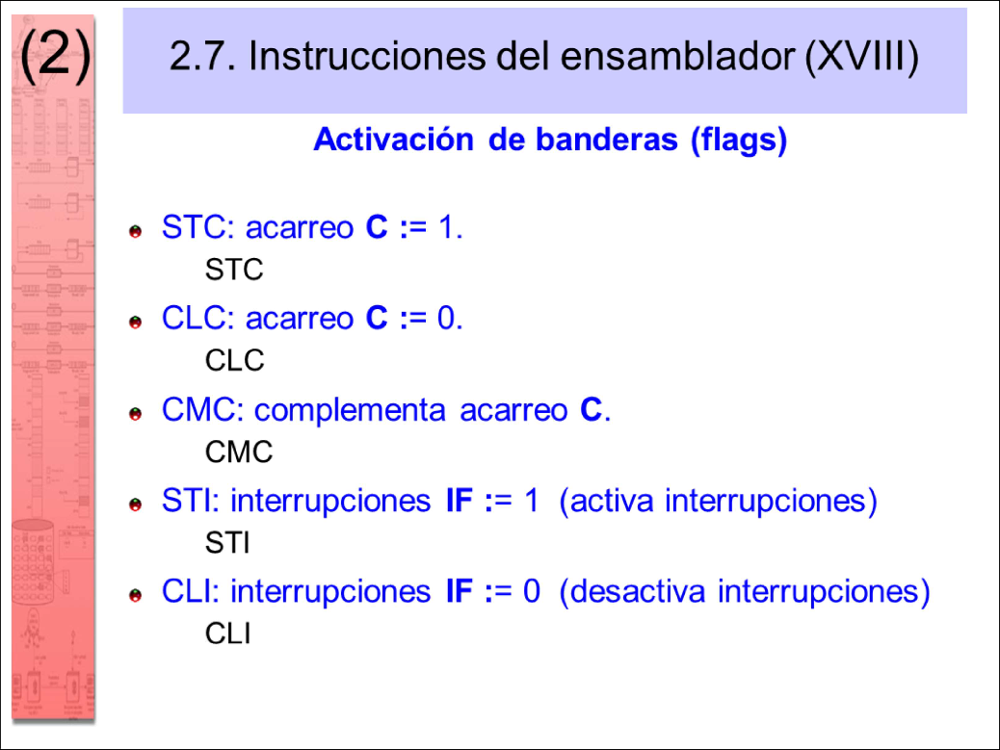 (2)
2.7. Instrucciones del ensamblador (XVIII)
Activación de banderas (flags)
STC: acarreo C := 1.
STC
CLC: acarreo C := 0.
CLC
CMC: complementa acarreo C.
CMC
STI: interrupciones IF := 1 (activa interrupciones)
STI
CLI: interrupciones IF := 0 (desactiva interrupciones)
CLI